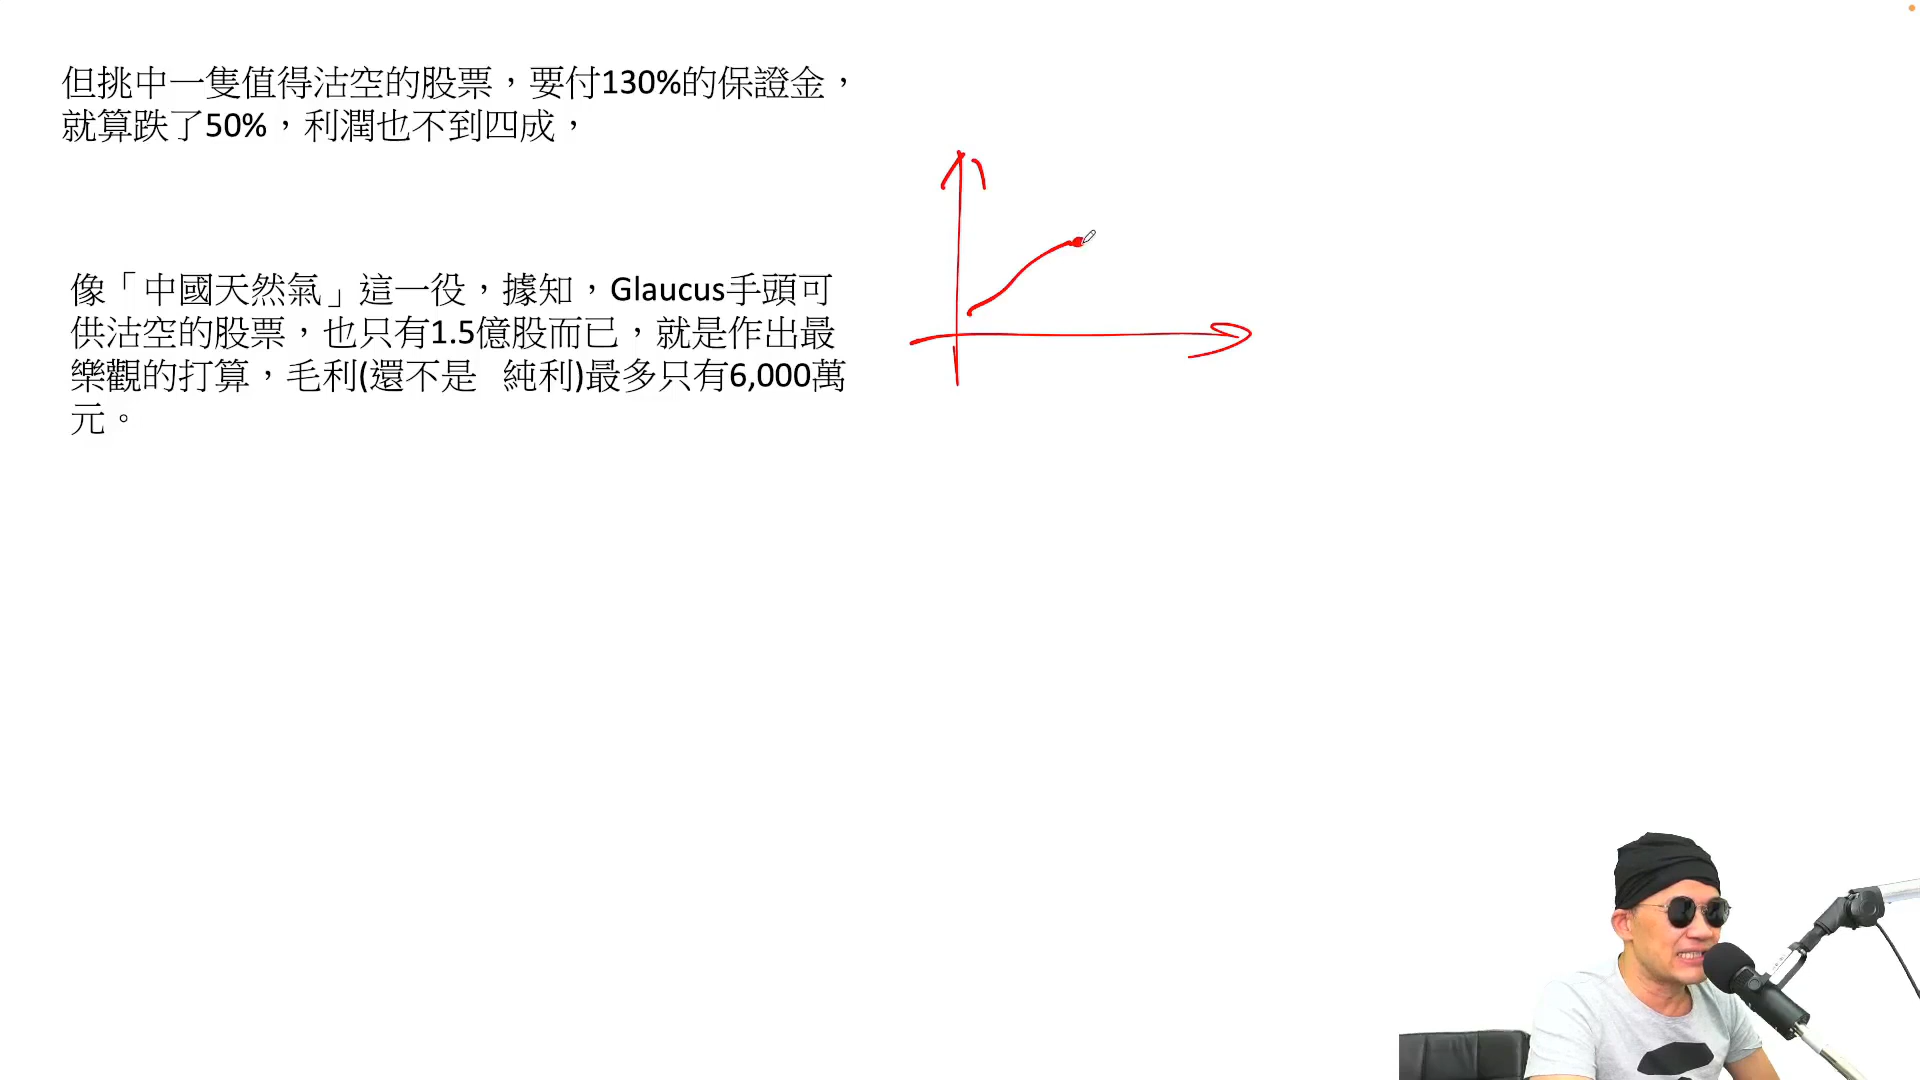 但挑中一隻值得沽空的股票，要付130%的保證金，
就算跌了50%，利潤也不到四成，
像「中國天然氣」這一役，據知，Glaucus手頭可
供沽空的股票，也只有1.5億股而已，就是作出最
樂觀的打算，毛利(還不是 純利)最多只有6,000萬
元。